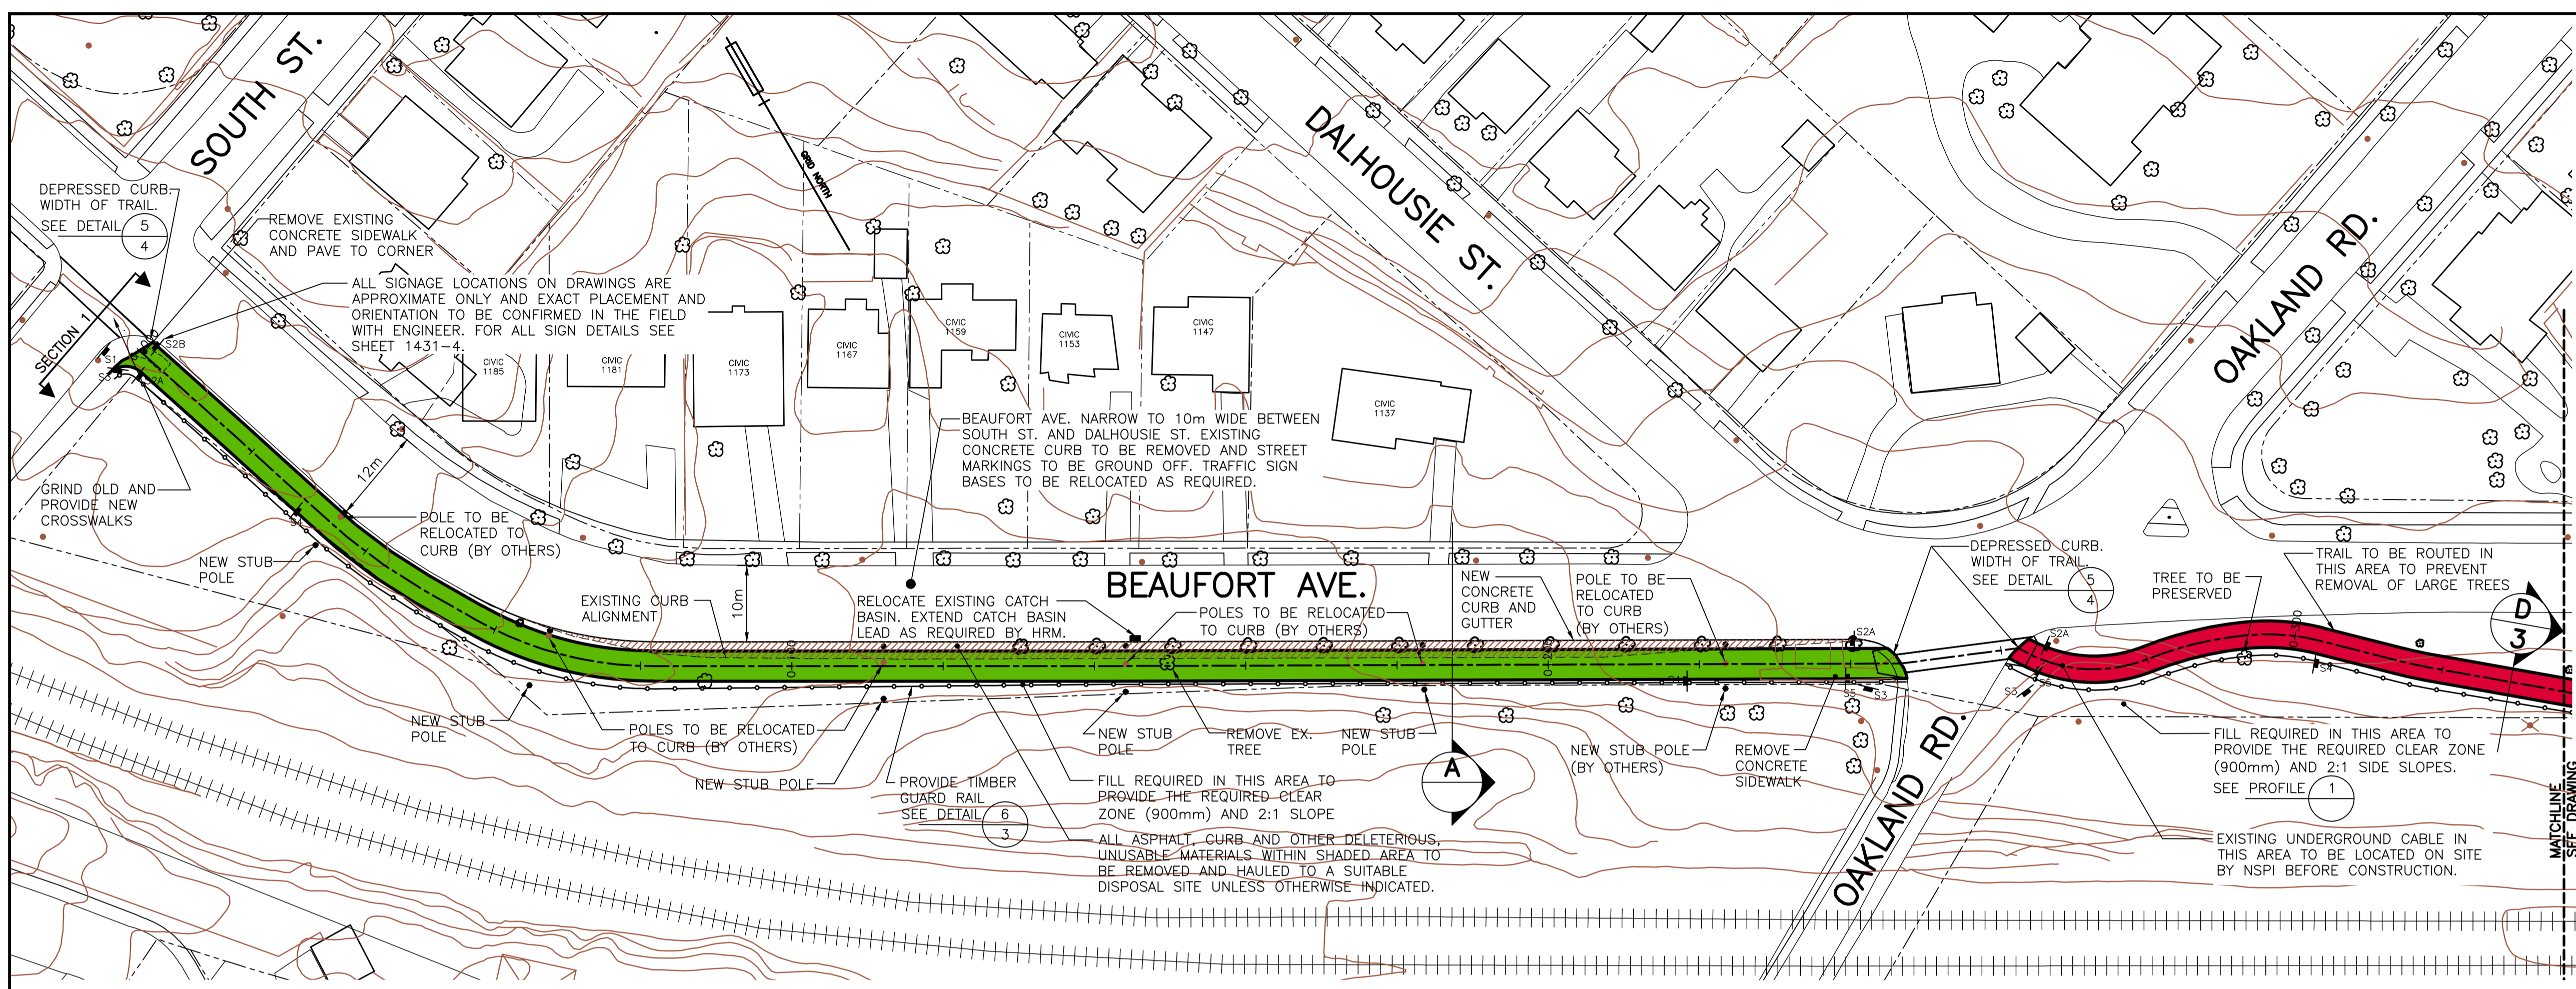 SOUTH ST.
DALHOUSIE ST.
OAKLAND RD.
GRID NORTH
DEPRESSED CURB.
WIDTH OF TRAIL.
SEE DETAIL
5
4
REMOVE EXISTING
CONCRETE SIDEWALK
AND PAVE TO CORNER
ALL SIGNAGE LOCATIONS ON DRAWINGS ARE
APPROXIMATE ONLY AND EXACT PLACEMENT AND
ORIENTATION TO BE CONFIRMED IN THE FIELD
WITH ENGINEER. FOR ALL SIGN DETAILS SEE
SHEET 1431-4.
SECTION 1
S1
S2B
S3
S2A
CIVIC
1185
CIVIC
1181
CIVIC
1173
CIVIC
1167
CIVIC
1159
CIVIC
1153
CIVIC
1147
CIVIC
1137
BEAUFORT AVE. NARROW TO 10m WIDE BETWEEN
SOUTH ST. AND DALHOUSIE ST. EXISTING
CONCRETE CURB TO BE REMOVED AND STREET
MARKINGS TO BE GROUND OFF. TRAFFIC SIGN
BASES TO BE RELOCATED AS REQUIRED.
12m
GRIND OLD AND
PROVIDE NEW
CROSSWALKS
S4
POLE TO BE
RELOCATED TO
CURB (BY OTHERS)
NEW STUB
POLE
BEAUFORT AVE.
10m
EXISTING CURB
ALIGNMENT
RELOCATE EXISTING CATCH
BASIN. EXTEND CATCH BASIN
LEAD AS REQUIRED BY HRM.
POLES TO BE RELOCATED
TO CURB (BY OTHERS)
NEW
CONCRETE
CURB AND
GUTTER
POLE TO BE
RELOCATED
TO CURB
(BY OTHERS)
DEPRESSED CURB.
WIDTH OF TRAIL.
SEE DETAIL
5
4
TREE TO BE
PRESERVED
TRAIL TO BE ROUTED IN
THIS AREA TO PREVENT
REMOVAL OF LARGE TREES
D
3
S2A
S2A
0+300
S4
S5
S3
S3
NEW STUB
POLE
POLES TO BE RELOCATED
TO CURB (BY OTHERS)
NEW STUB POLE
PROVIDE TIMBER
GUARD RAIL
SEE DETAIL
6
3
NEW STUB
POLE
REMOVE EX.
TREE
NEW STUB
POLE
A
NEW STUB POLE
(BY OTHERS)
REMOVE
CONCRETE
SIDEWALK
FILL REQUIRED IN THIS AREA TO
PROVIDE THE REQUIRED CLEAR
ZONE (900mm) AND 2:1 SLOPE
ALL ASPHALT, CURB AND OTHER DELETERIOUS,
UNUSABLE MATERIALS WITHIN SHADED AREA TO
BE REMOVED AND HAULED TO A SUITABLE
DISPOSAL SITE UNLESS OTHERWISE INDICATED.
OAKLAND RD.
FILL REQUIRED IN THIS AREA TO
PROVIDE THE REQUIRED CLEAR ZONE
(900mm) AND 2:1 SIDE SLOPES.
SEE PROFILE
1
EXISTING UNDERGROUND CABLE IN
THIS AREA TO BE LOCATED ON SITE
BY NSPI BEFORE CONSTRUCTION.
MATCHLINE
SEE DRAWING